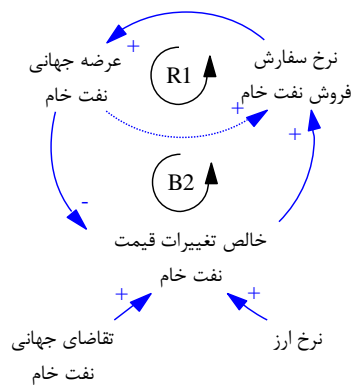 نرخ سفارش
فروش نفت خام
عرضه جهانی
نفت خام
R1
+
+
+
B2
-
+
خالص تغییرات قیمت
نفت خام
+
+
نرخ ارز
تقاضای جهانی
نفت خام